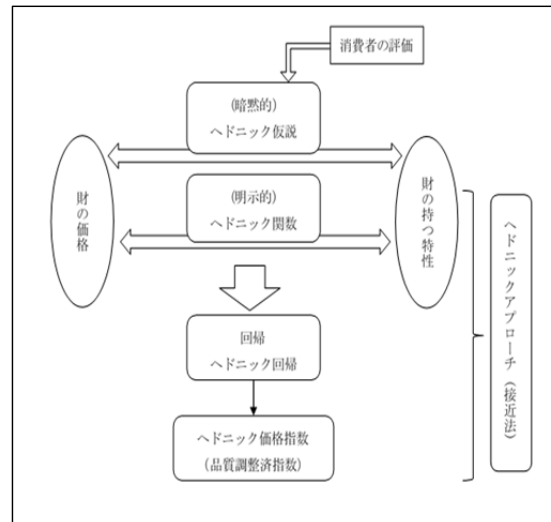 消費者の評価
(暗黙的)
ヘドニック仮説
財の価格
(明示的)
ヘドニック関数
財の持つ特性
ヘドニックアプローチ(接近法)
回帰
ヘドニック回帰
ヘドニック価格指数
(品質調整済指数)